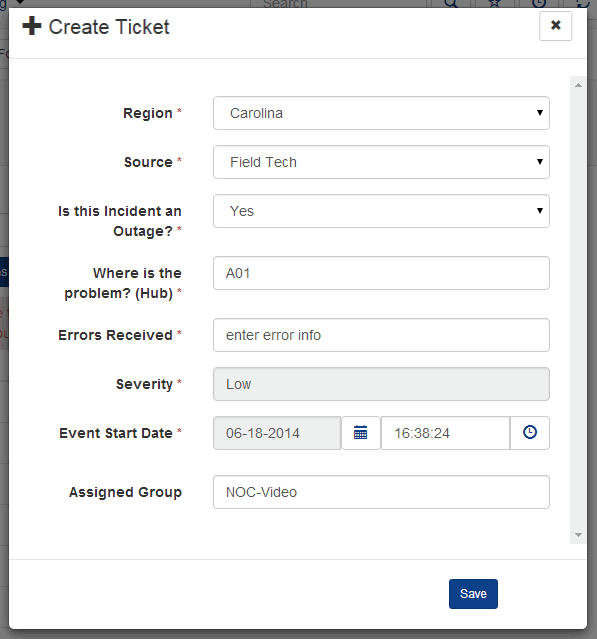 Search
Create Ticket
Region *
Carolina
Source *
Field Tech
Is this Incident an
Outage? *
Yes
Where is the
problem? (Hub) *
A01
Errors Received *
enter error info
Severity *
Low
Event Start Date *
06-18-2014
16:38:24
Assigned Group
NOC-Video
Save